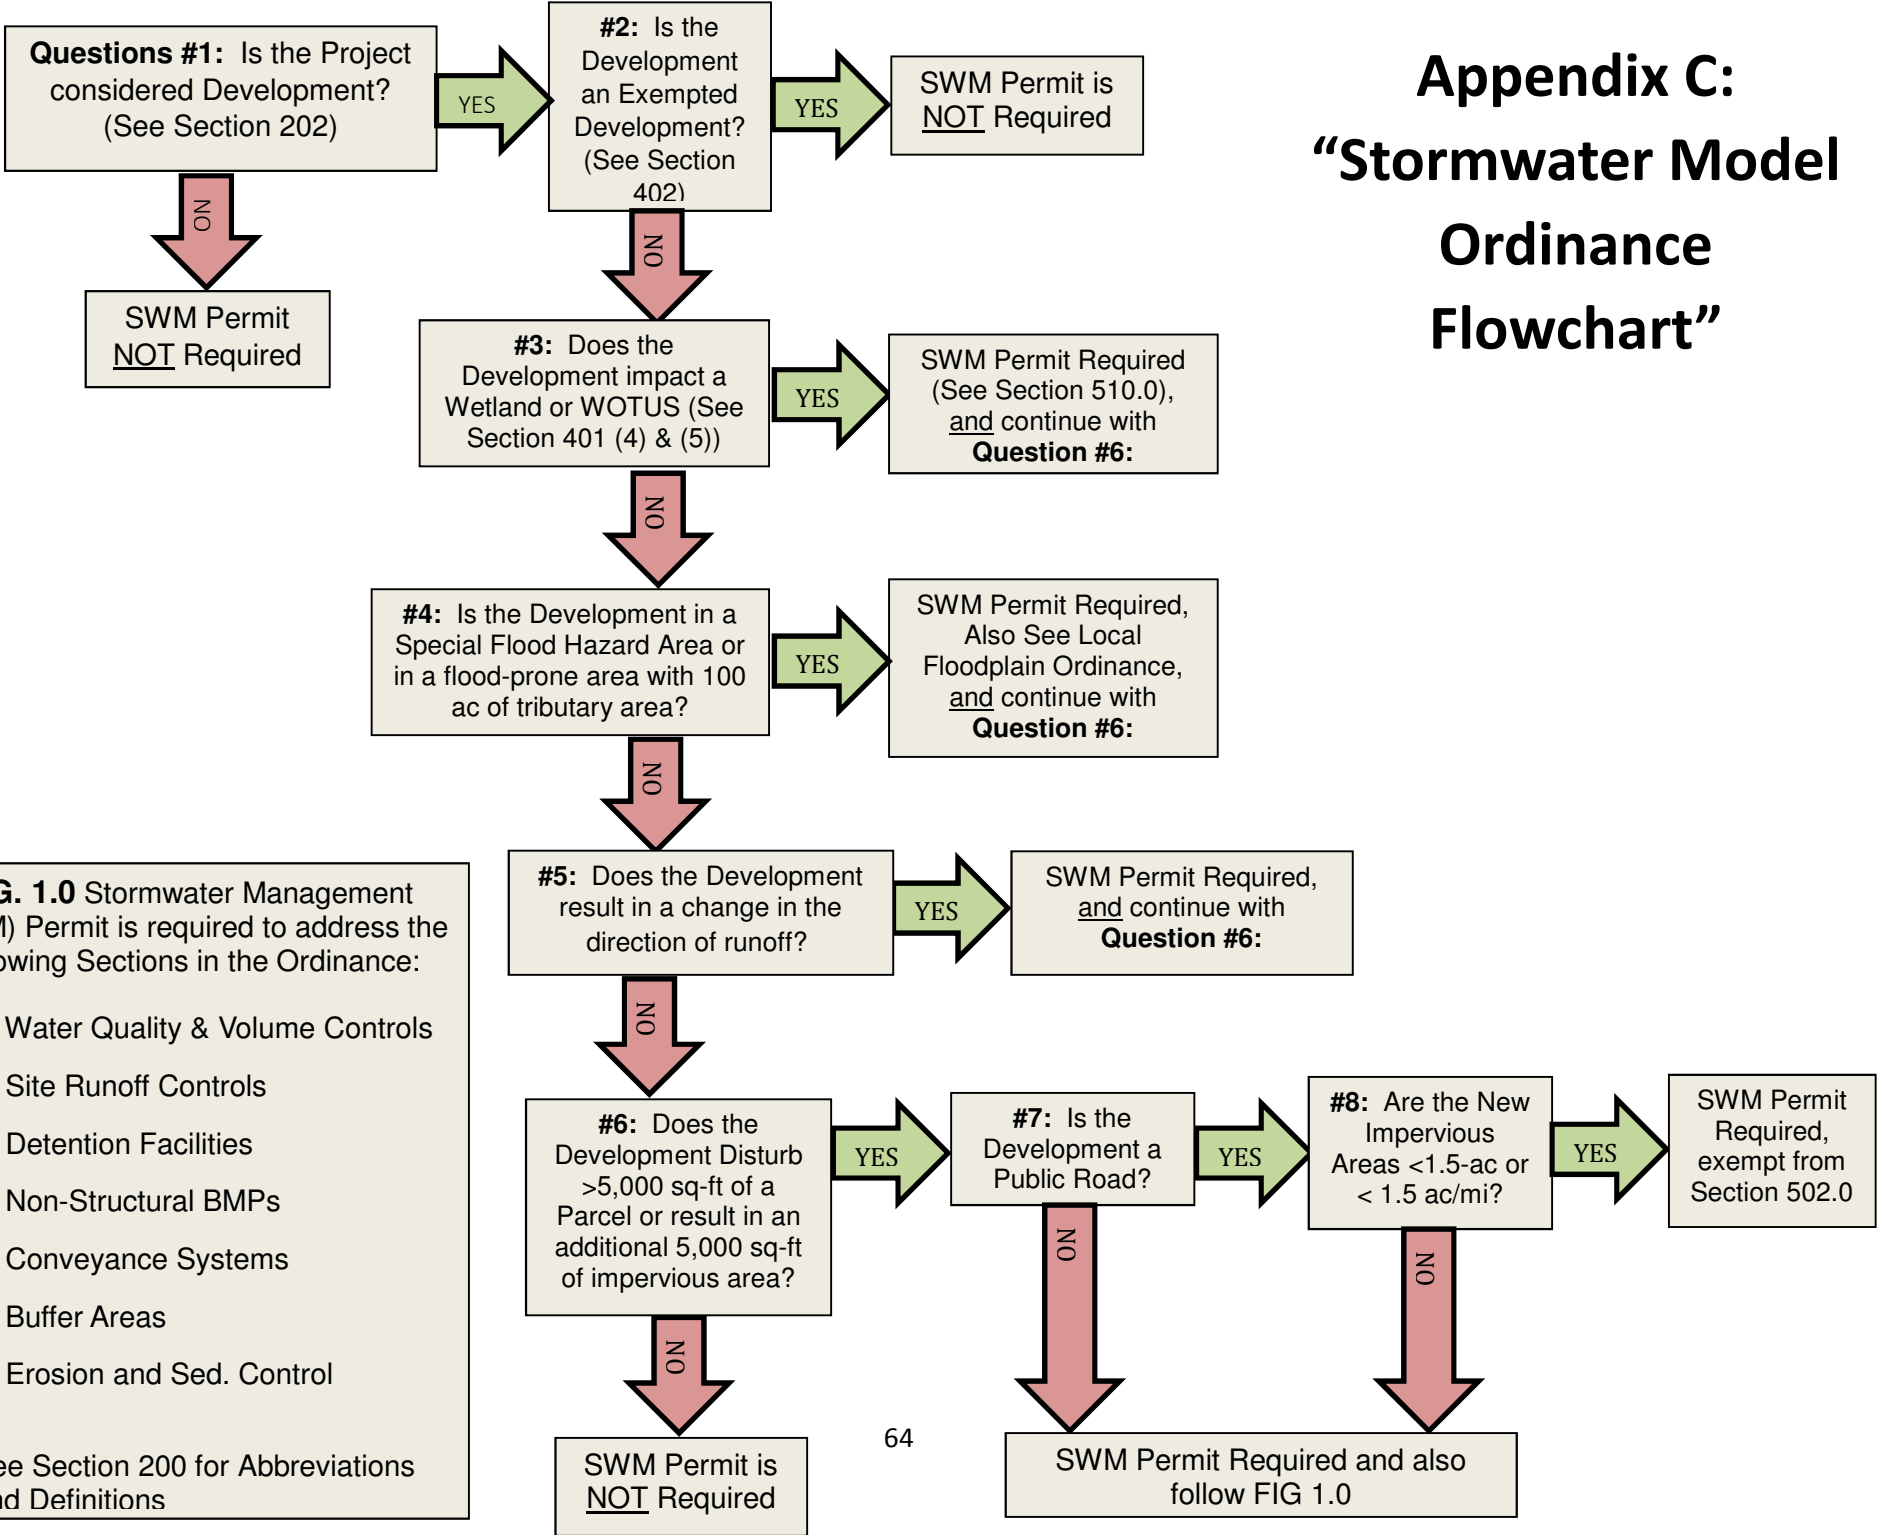 Appendix C:
“Stormwater Model
Ordinance
Flowchart”
Questions #1: Is the Project
considered Development?
(See Section 202)
YES
NO
SWM Permit
NOT Required
#2: Is the
Development
an Exempted
Development?
(See Section
402)
YES
SWM Permit is
NOT Required
NO
#3: Does the
Development impact a
Wetland or WOTUS (See
Section 401 (4) & (5))
YES
SWM Permit Required
(See Section 510.0),
and continue with
Question #6:
NO
#4: Is the Development in a
Special Flood Hazard Area or
in a flood-prone area with 100
ac of tributary area?
YES
SWM Permit Required,
Also See Local
Floodplain Ordinance,
and continue with
Question #6:
NO
#5: Does the Development
result in a change in the
direction of runoff?
YES
SWM Permit Required,
and continue with
Question #6:
NO
#6: Does the
Development Disturb
>5,000 sq-ft of a
Parcel or result in an
additional 5,000 sq-ft
of impervious area?
YES
#7: Is the
Development a
Public Road?
YES
#8: Are the New
Impervious
Areas <1.5-ac or
< 1.5 ac/mi?
YES
SWM Permit
Required,
exempt from
Section 502.0
NO
NO
NO
SWM Permit is
NOT Required
SWM Permit Required and also
follow FIG 1.0
G. 1.0 Stormwater Management
M) Permit is required to address the
owing Sections in the Ordinance:
Water Quality & Volume Controls
Site Runoff Controls
Detention Facilities
Non-Structural BMPs
Conveyance Systems
Buffer Areas
Erosion and Sed. Control
ee Section 200 for Abbreviations
nd Definitions
64